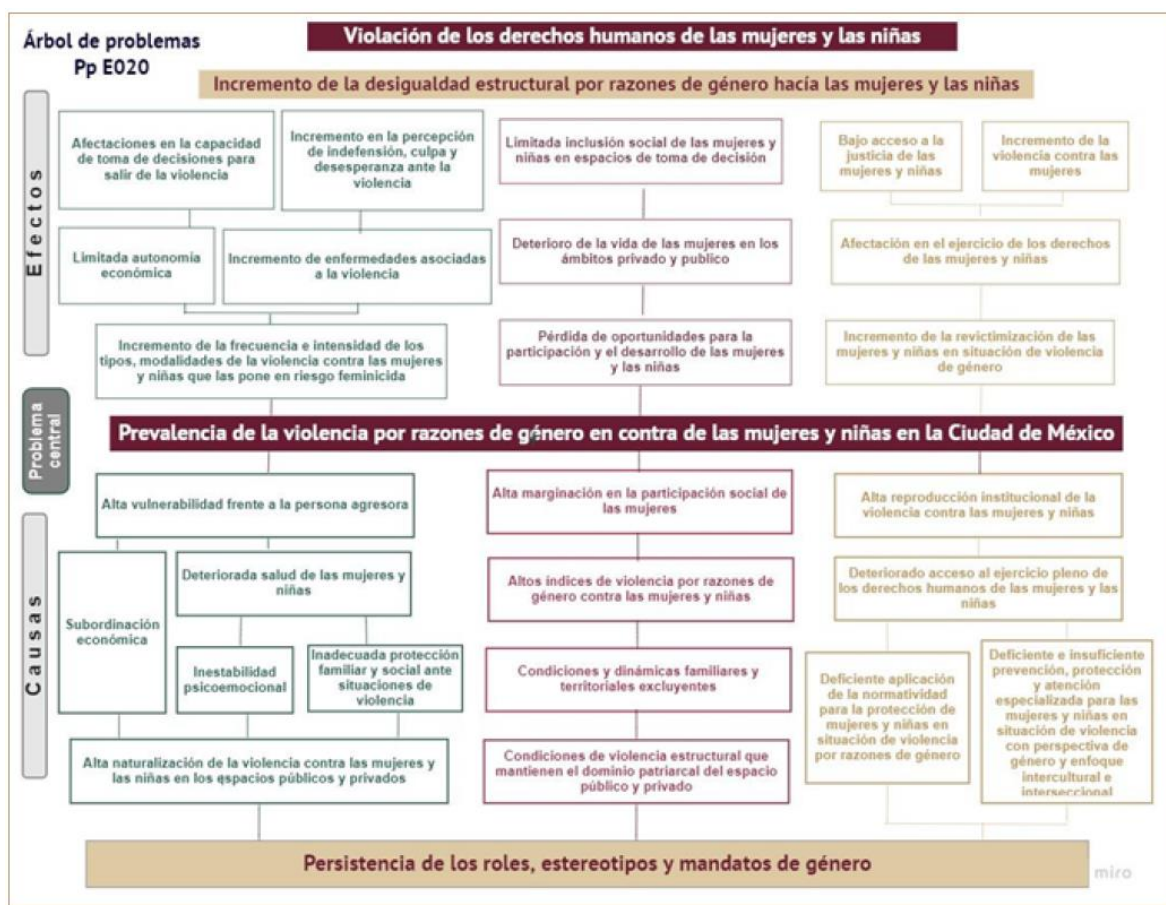 Árbol de problemas
Pp E020
Violación de los derechos humanos de las mujeres y las niñas
Incremento de la desigualdad estructural por razones de género hacía las mujeres y las niñas
Efectos
Afectaciones en la capacidad
de toma de decisiones para
salir de la violencia
Incremento en la percepción
de indefensión, culpa y
desesperanza ante la
violencia
Limitada inclusión social de las mujeres y
niñas en espacios de toma de decisión
Bajo acceso a la
justicia de las
mujeres y niñas
Incremento de la
violencia contra las
mujeres
Limitada autonomía
económica
Incremento de enfermedades asociadas
a la violencia
Deterioro de la vida de las mujeres en los
ámbitos privado y publico
Afectación en el ejercicio de los derechos
de las mujeres y niñas
Incremento de la frecuencia e intensidad de los
tipos, modalidades de la violencia contra las mujeres
y niñas que las pone en riesgo feminicida
Pérdida de oportunidades para la
participación y el desarrollo de las mujeres
y las niñas
Incremento de la revictimización de las
mujeres y niñas en situación de violencia
de género
Problema
central
Prevalencia de la violencia por razones de género en contra de las mujeres y niñas en la Ciudad de México
Causas
Alta vulnerabilidad frente a la persona agresora
Alta marginación en la participación social de
las mujeres
Alta reproducción institucional de la
violencia contra las mujeres y niñas
Subordinación
económica
Deteriorada salud de las mujeres y
niñas
Altos índices de violencia por razones de
género contra las mujeres y niñas
Deteriorado acceso al ejercicio pleno de
los derechos humanos de las mujeres y las
niñas
Inestabilidad
psicoemocional
Inadecuada protección
familiar y social ante
situaciones de
violencia
Condiciones y dinámicas familiares y
territoriales excluyentes
Deficiente aplicación
de la normatividad
para la protección de
mujeres y niñas en
situación de violencia
por razones de género
Deficiente e insuficiente
prevención, protección
y atención
especializada para las
mujeres y niñas en
situación de violencia
con perspectiva de
género y enfoque
intercultural e
interseccional
Alta naturalización de la violencia contra las mujeres y
las niñas en los espacios públicos y privados
Condiciones de violencia estructural que
mantienen el dominio patriarcal del espacio
público y privado
Persistencia de los roles, estereotipos y mandatos de género
miro